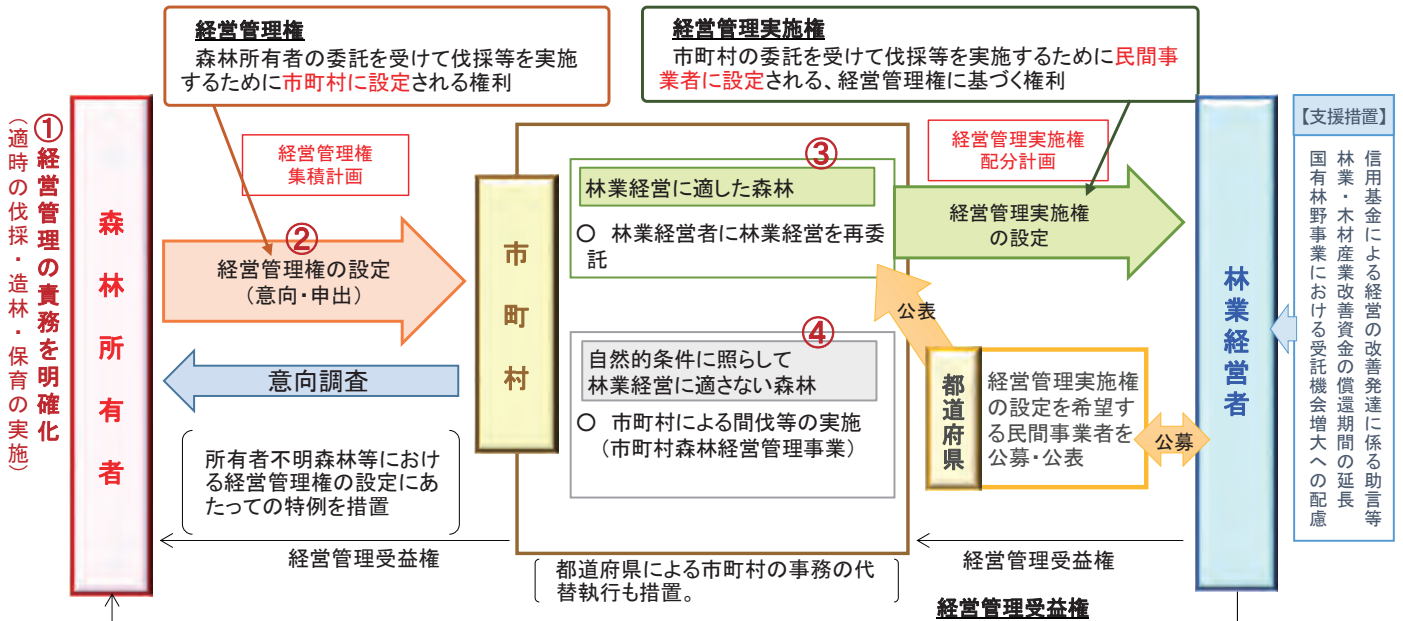 経営管理権
森林所有者の委託を受けて伐採等を実施
するために市町村に設定される権利
経営管理実施権
市町村の委託を受けて伐採等を実施するために民間事
業者に設定される、経営管理権に基づく権利
①経営管理の責務を明確化
（適時の伐採・造林・保育の実施）
森林所有者
経営管理権
集積計画
②
経営管理権の設定
（意向・申出）
意向調査
所有者不明森林等におけ
る経営管理権の設定にあ
たっての特例を措置
経営管理受益権
市町村
③
林業経営に適した森林
○ 林業経営者に林業経営を再委
託
④
自然的条件に照らして
林業経営に適さない森林
○ 市町村による間伐等の実施
（市町村森林経営管理事業）
都道府県による市町村の事務の代
替執行も措置。
経営管理実施権
配分計画
経営管理実施権
の設定
公表
都道府県
経営管理実施権
の設定を希望す
る民間事業者を
公募・公表
公募
経営管理受益権
経営管理受益権
林業経営者
【支援措置】
信用基金による経営の改善発達に係る助言等
林業・木材産業改善資金の償還期間の延長
国有林野事業における受託機会増大への配慮